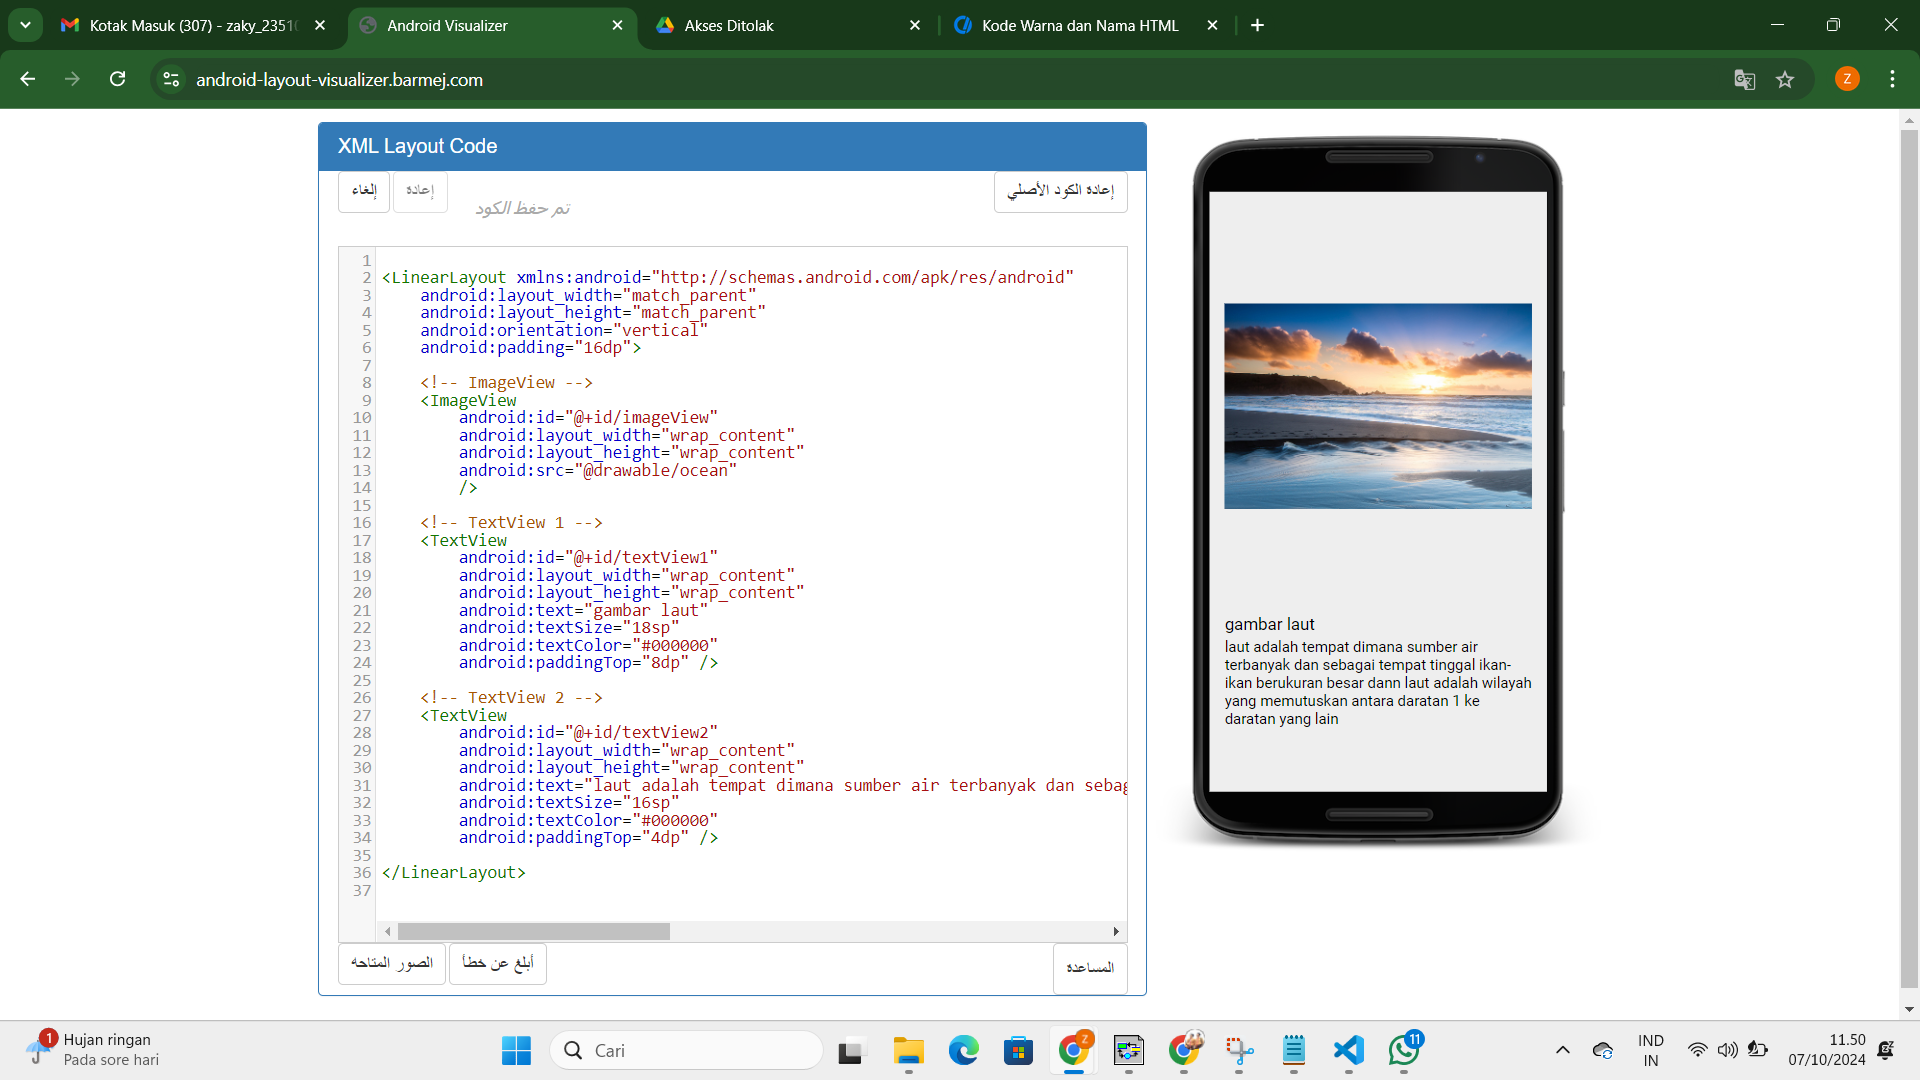 Kotak Masuk (307) - zaky_2351
Android Visualizer
Akses Ditolak
Kode Warna dan Nama HTML
android-layout-visualizer.barmej.com
Z
XML Layout Code
إلغاء
إعادة
تم حفظ الكود
إعادة الكود الأصلي
1
2 <LinearLayout xmlns:android="http://schemas.android.com/apk/res/android"
3 android:layout_width="match_parent"
4 android:layout_height="match_parent"
5 android:orientation="vertical"
6 android:padding="16dp">
7
8 <!-- ImageView -->
9 <ImageView
10 android:id="@+id/imageView"
11 android:layout_width="wrap_content"
12 android:layout_height="wrap_content"
13 android:src="@drawable/ocean"
14 />
15
16 <!-- TextView 1 -->
17 <TextView
18 android:id="@+id/textView1"
19 android:layout_width="wrap_content"
20 android:layout_height="wrap_content"
21 android:text="gambar laut"
22 android:textSize="18sp"
23 android:textColor="#000000"
24 android:paddingTop="8dp" />
25
26 <!-- TextView 2 -->
27 <TextView
28 android:id="@+id/textView2"
29 android:layout_width="wrap_content"
30 android:layout_height="wrap_content"
31 android:text="laut adalah tempat dimana sumber air terbanyak dan sebag
32 android:textSize="16sp"
33 android:textColor="#000000"
34 android:paddingTop="4dp" />
35
36 </LinearLayout>
37
الصور المتاحه
أبلغ عن خطأ
المساعدة
gambar laut
laut adalah tempat dimana sumber air
terbanyak dan sebagai tempat tinggal ikan-
ikan berukuran besar dann laut adalah wilayah
yang memutuskan antara daratan 1 ke
daratan yang lain
1
Hujan ringan
Pada sore hari
Cari
Z
11
IND
IN
11.50
07/10/2024